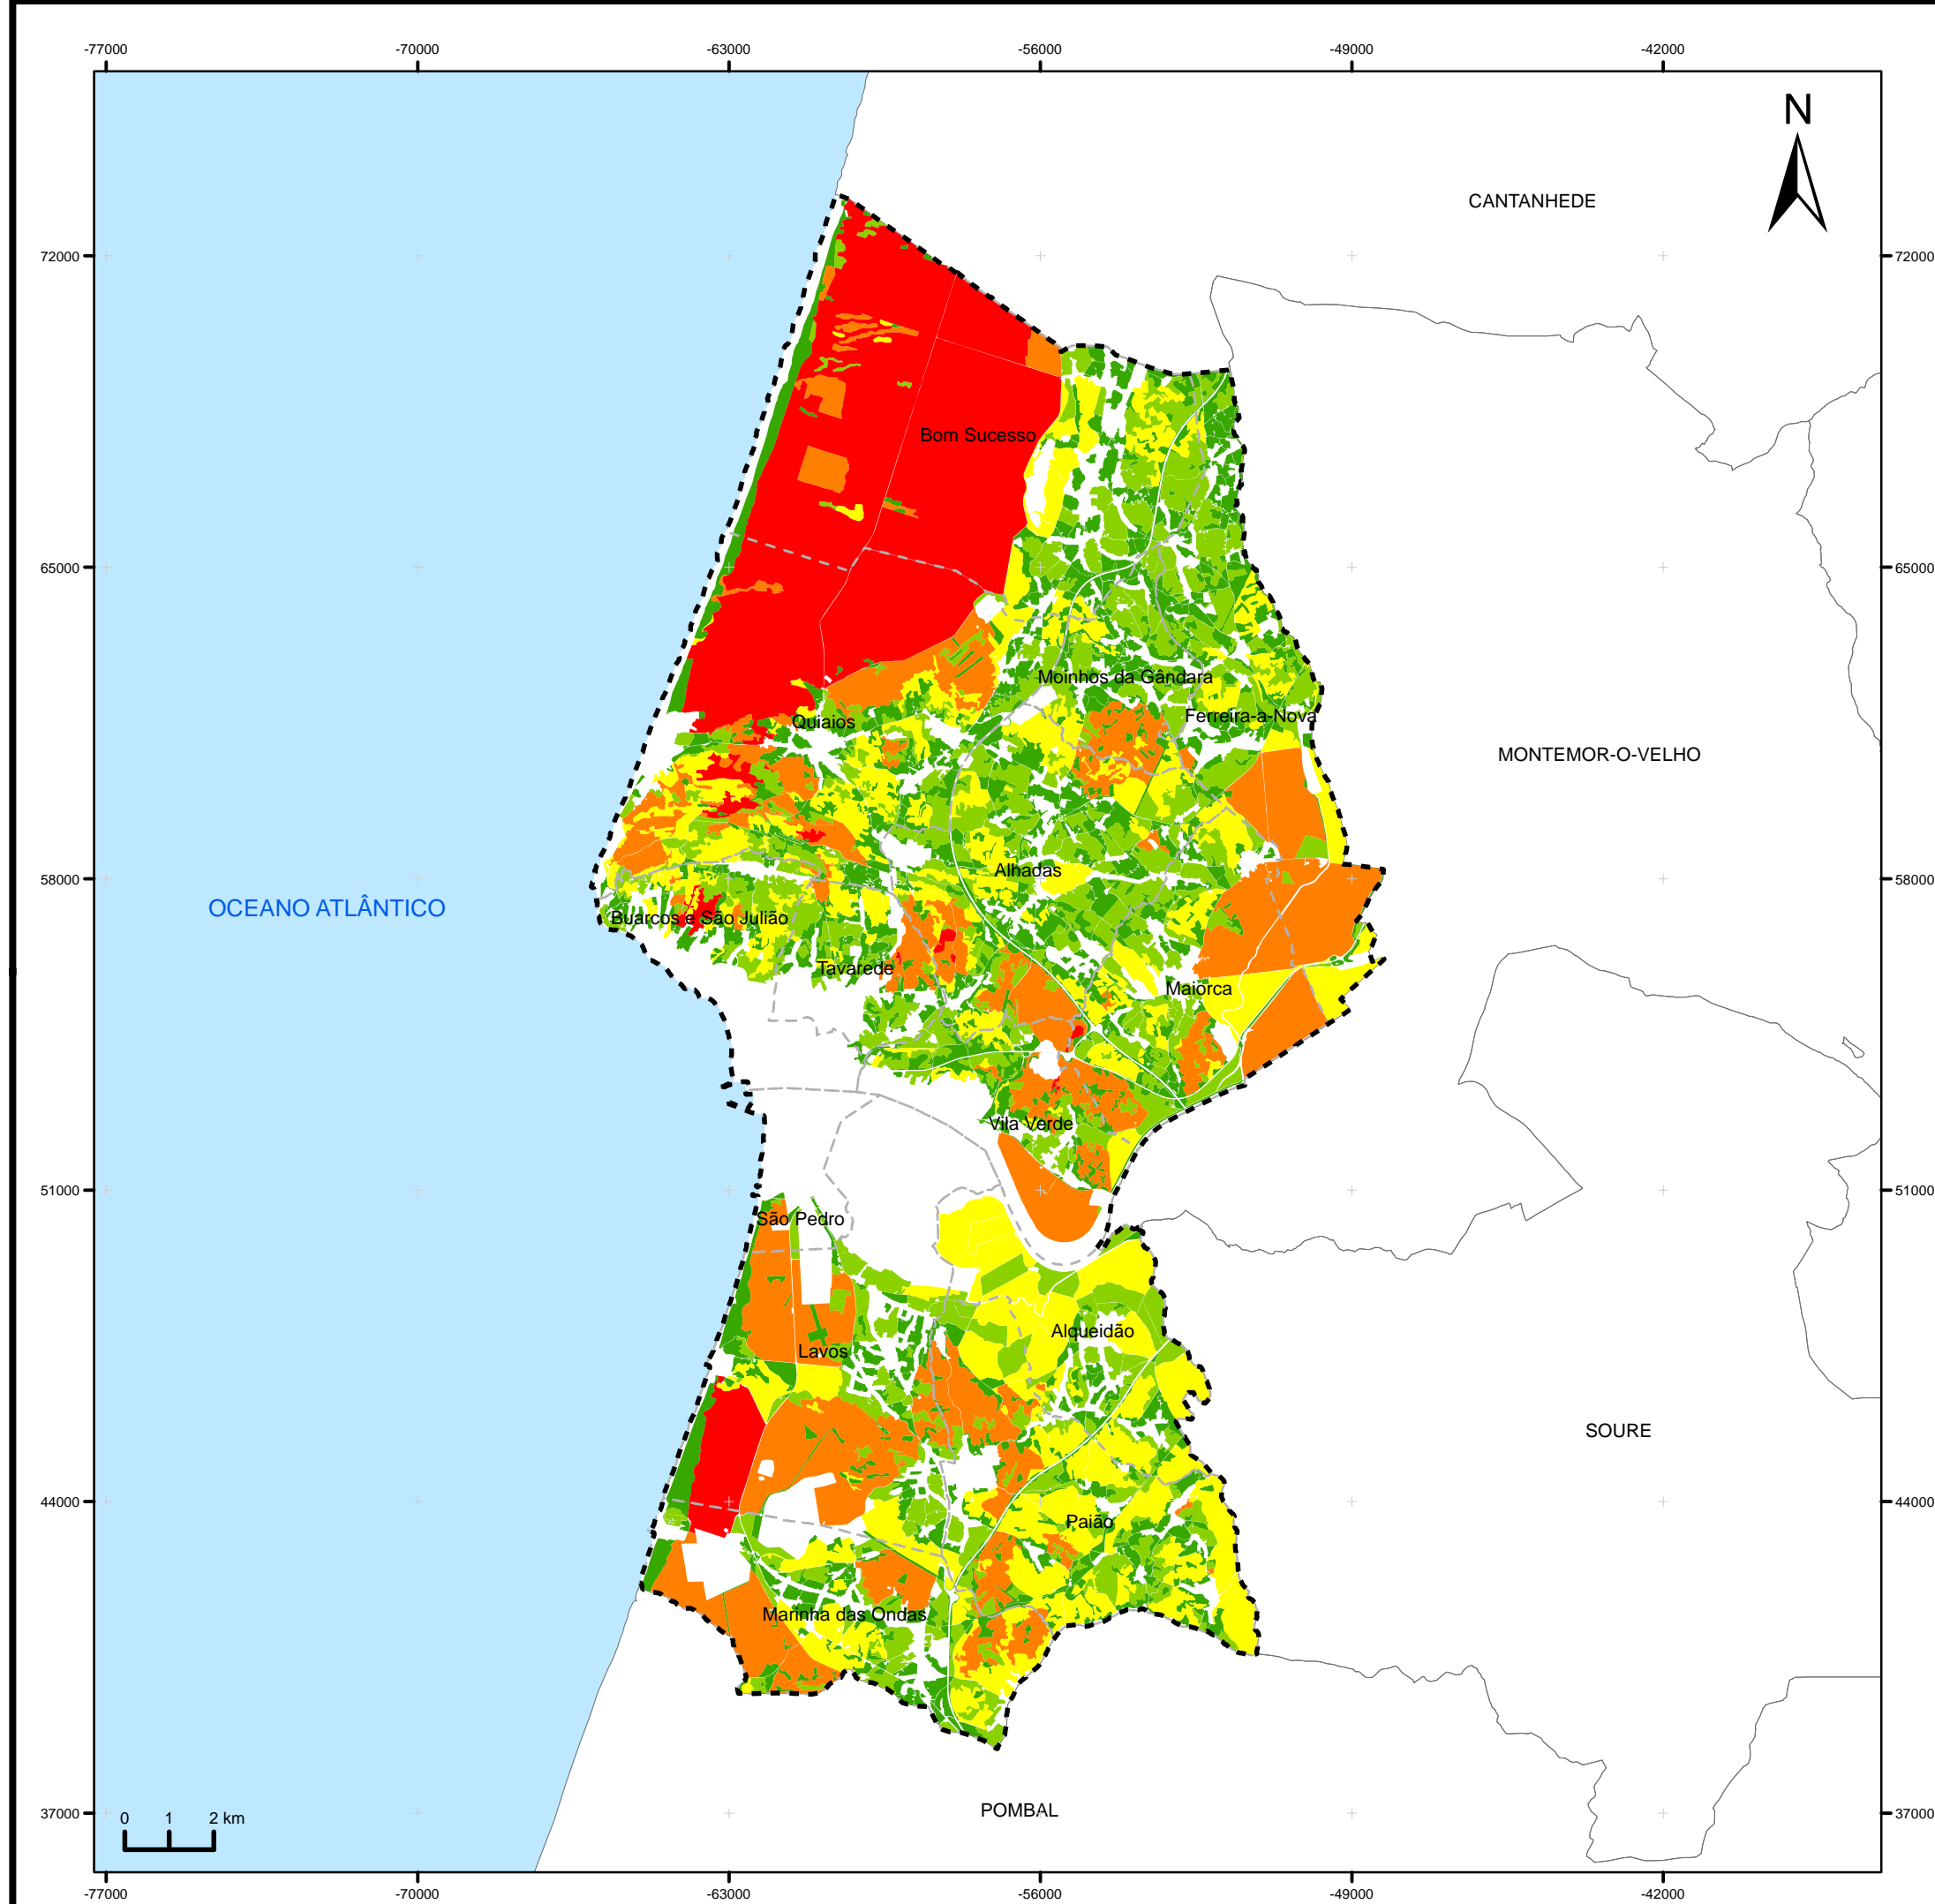 -77000 -70000 -63000 -56000 -49000 -42000
N
CANTANHEDE
72000 72000
Bom Sucesso
65000 65000
Moinhos da Gândara
Ferreira-a-Nova
Quiaios
MONTEMOR-O-VELHO
Alhadas
58000 58000
OCEANO ATLÂNTICO
Buarcos e São Julião
Tavarede
Maiorca
Vila Verde
51000 51000
São Pedro
Alqueidão
Lavos
SOURE
44000 44000
Paião
Marinha das Ondas
POMBAL
37000 37000
0 1 2 km
-77000 -70000 -63000 -56000 -49000 -42000